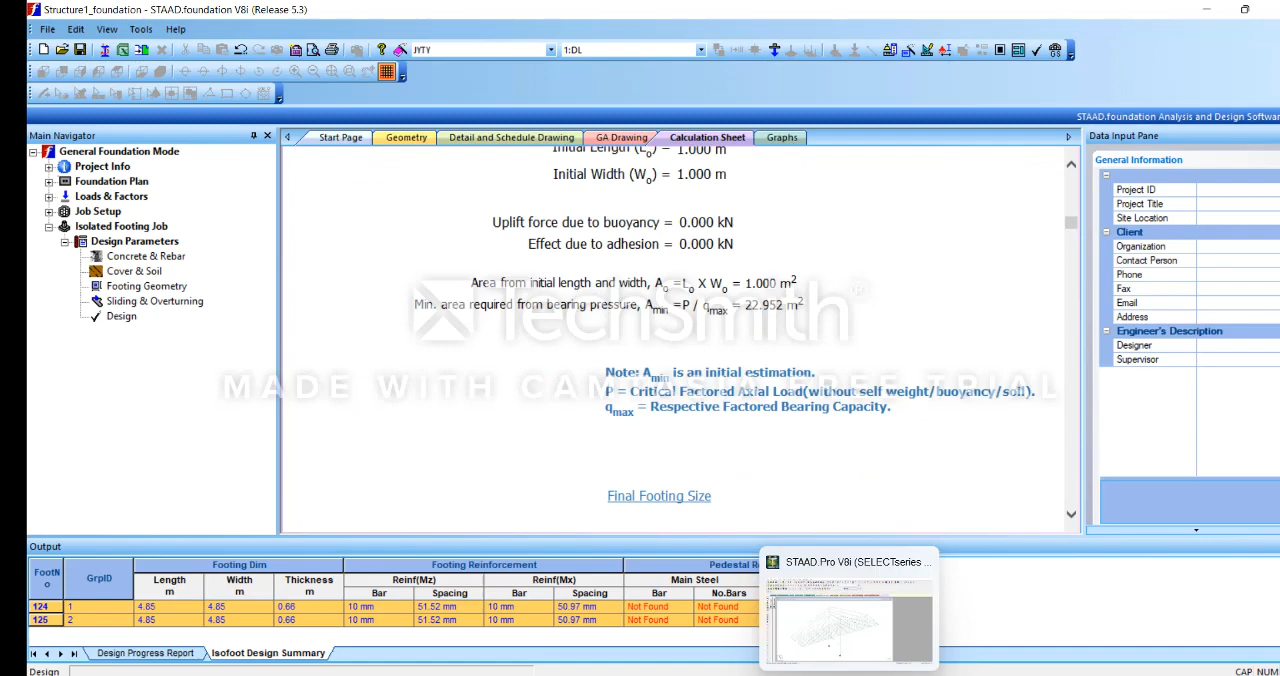 Structure1_foundation - STAAD.foundation V8i (Release 5.3)
File Edit View Tools Help
JYTY 1:DL
STAAD.foundation Analysis and Design Softwar
Main Navigator
General Foundation Mode
Project Info
Foundation Plan
Loads & Factors
Job Setup
Isolated Footing Job
Design Parameters
Concrete & Rebar
Cover & Soil
Footing Geometry
Sliding & Overturning
Design
Start Page Geometry Detail and Schedule Drawing GA Drawing Calculation Sheet Graphs
Initial Length (Lo) = 1.000 m
Initial Width (Wo) = 1.000 m
Uplift force due to buoyancy = 0.000 kN
Effect due to adhesion = 0.000 kN
Area from initial length and width, Ao =Lo X Wo = 1.000 m2
Min. area required from bearing pressure, Amin =P / qmax = 22.952 m2
TechSmith®
MADE WITH CAMTASIA FREE TRIAL
Note: Amin is an initial estimation.
P = Critical Factored Axial Load(without self weight/buoyancy/soil).
qmax = Respective Factored Bearing Capacity.
Final Footing Size
Data Input Pane
General Information
Project ID
Project Title
Site Location
Client
Organization
Contact Person
Phone
Fax
Email
Address
Engineer's Description
Designer
Supervisor
Output
FootNo GrpID Footing Dim Footing Reinforcement Pedestal R
Length m Width m Thickness m Reinf(Mz) Reinf(Mx) Main Steel
Bar Spacing Bar Spacing Bar No.Bars
124 1 4.85 4.85 0.66 10 mm 51.52 mm 10 mm 50.97 mm Not Found Not Found
125 2 4.85 4.85 0.66 10 mm 51.52 mm 10 mm 50.97 mm Not Found Not Found
STAAD.Pro V8i (SELECTseries ...
Design Progress Report Isofoot Design Summary
Design
CAP NUM